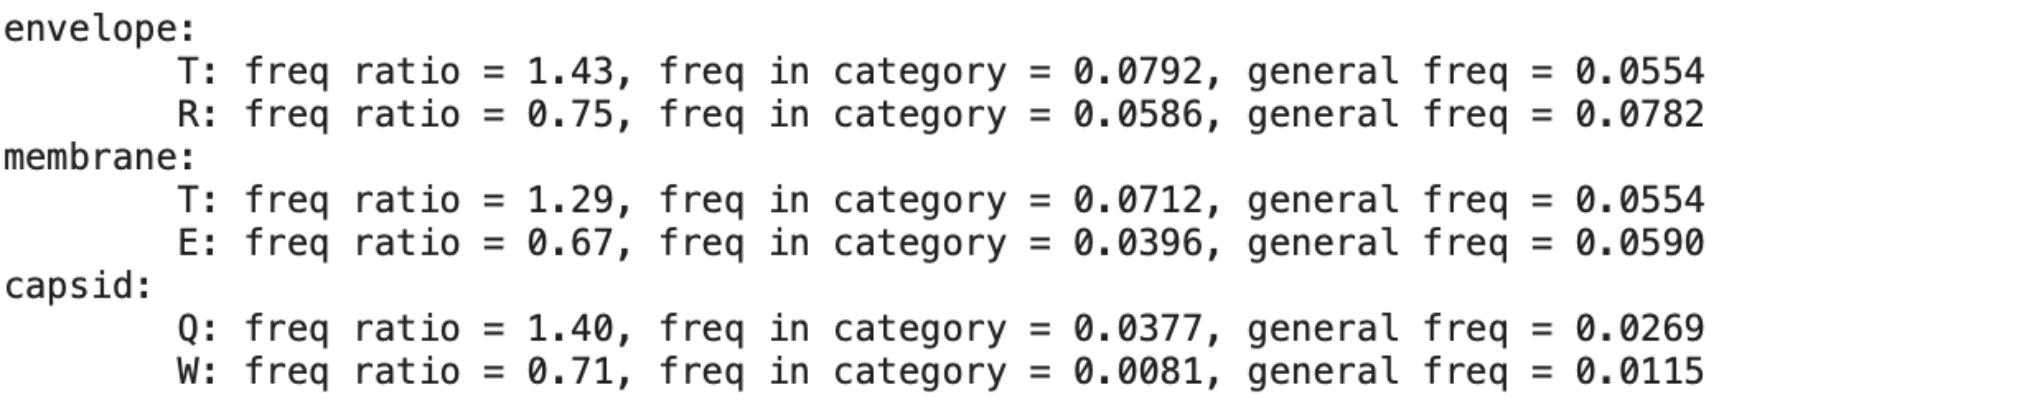 envelope:
T: freq ratio = 1.43, freq in category = 0.0792, general freq = 0.0554
R: freq ratio = 0.75, freq in category = 0.0586, general freq = 0.0782
membrane:
T: freq ratio = 1.29, freq in category = 0.0712, general freq = 0.0554
E: freq ratio = 0.67, freq in category = 0.0396, general freq = 0.0590
capsid:
Q: freq ratio = 1.40, freq in category = 0.0377, general freq = 0.0269
W: freq ratio = 0.71, freq in category = 0.0081, general freq = 0.0115